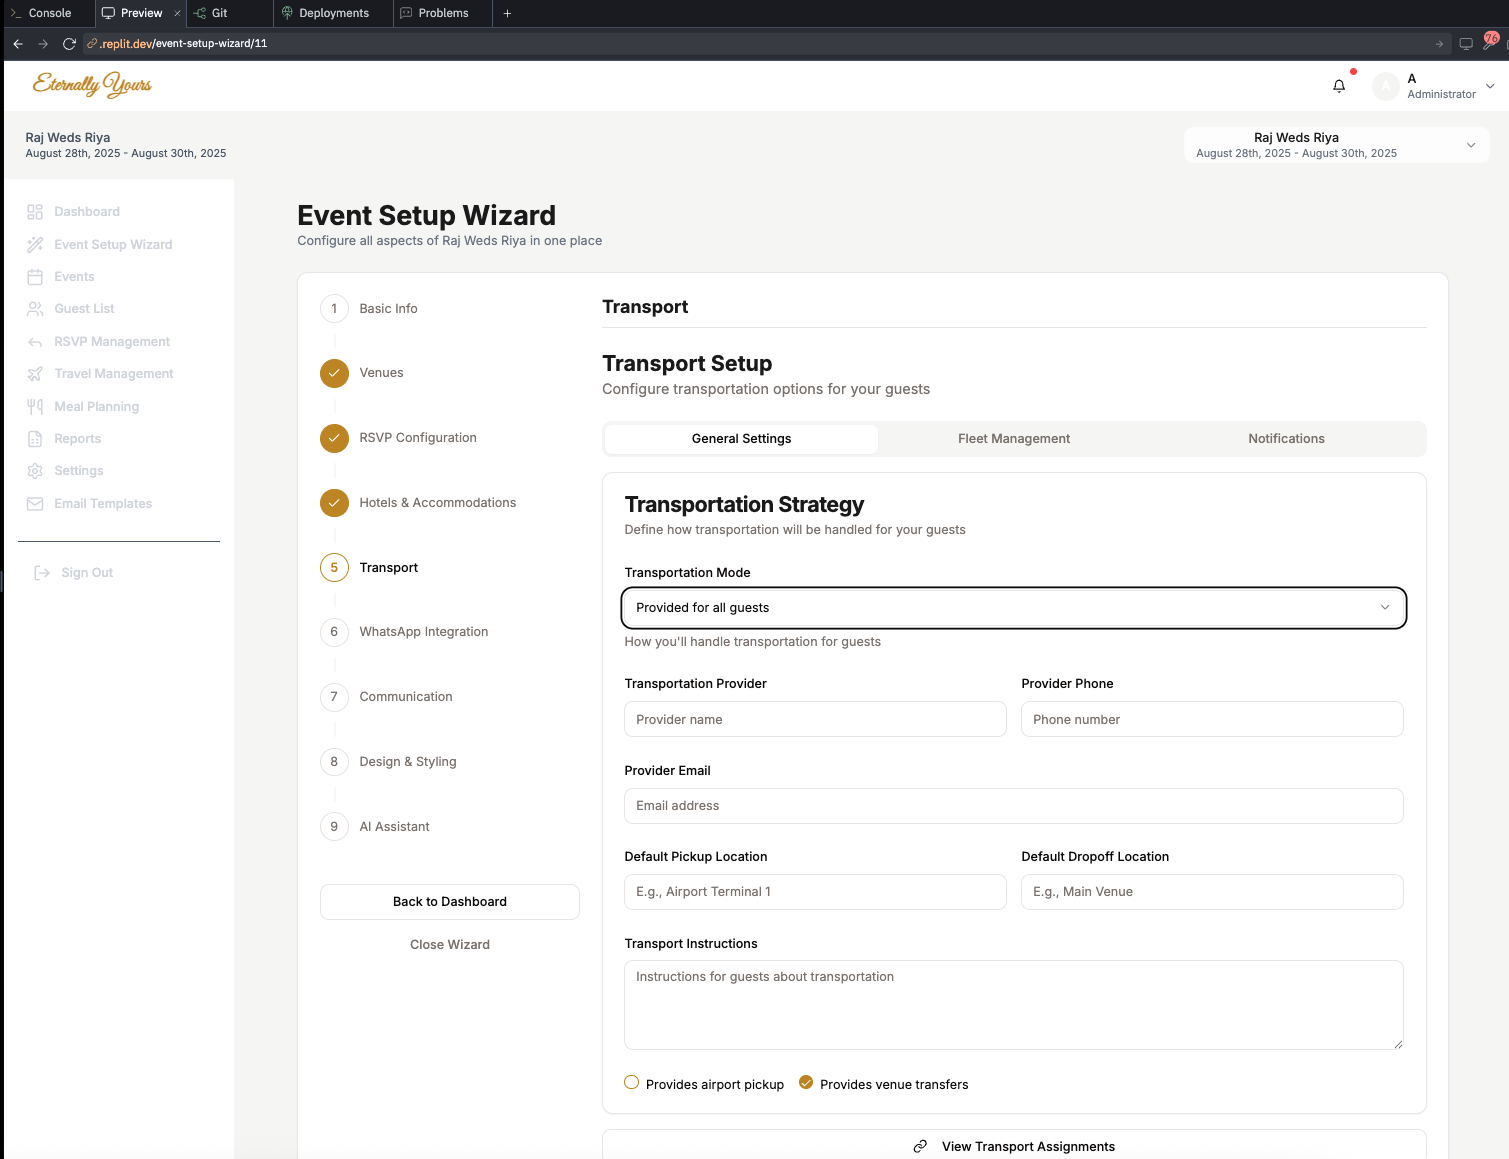 Console
Preview
Git
Deployments
Problems
.replit.dev/event-setup-wizard/11
76
Eternally Yours
A
A
Administrator
Raj Weds Riya
August 28th, 2025 - August 30th, 2025
Raj Weds Riya
August 28th, 2025 - August 30th, 2025
Dashboard
Event Setup Wizard
Events
Guest List
RSVP Management
Travel Management
Meal Planning
Reports
Settings
Email Templates
Sign Out
Event Setup Wizard
Configure all aspects of Raj Weds Riya in one place
1 Basic Info
Venues
RSVP Configuration
Hotels & Accommodations
5 Transport
6 WhatsApp Integration
7 Communication
8 Design & Styling
9 AI Assistant
Back to Dashboard
Close Wizard
Transport
Transport Setup
Configure transportation options for your guests
General Settings
Fleet Management
Notifications
Transportation Strategy
Define how transportation will be handled for your guests
Transportation Mode
Provided for all guests
How you'll handle transportation for guests
Transportation Provider
Provider name
Provider Phone
Phone number
Provider Email
Email address
Default Pickup Location
E.g., Airport Terminal 1
Default Dropoff Location
E.g., Main Venue
Transport Instructions
Instructions for guests about transportation
Provides airport pickup
Provides venue transfers
View Transport Assignments